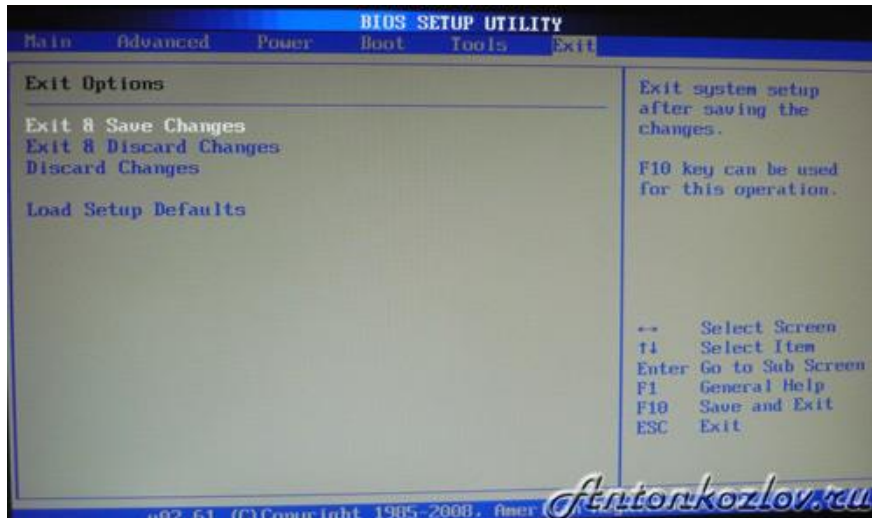 BIOS SETUP UTILITY
Main Advanced Power Boot Tools Exit
Exit Options
Exit & Save Changes
Exit & Discard Changes
Discard Changes
Load Setup Defaults
Exit system setup
after saving the
changes.
F10 key can be used
for this operation.
↔ Select Screen
↑↓ Select Item
Enter Go to Sub Screen
F1 General Help
F10 Save and Exit
ESC Exit
v02.61 (C)Copyright 1985-2008, Amer
Antonkozlov.ru